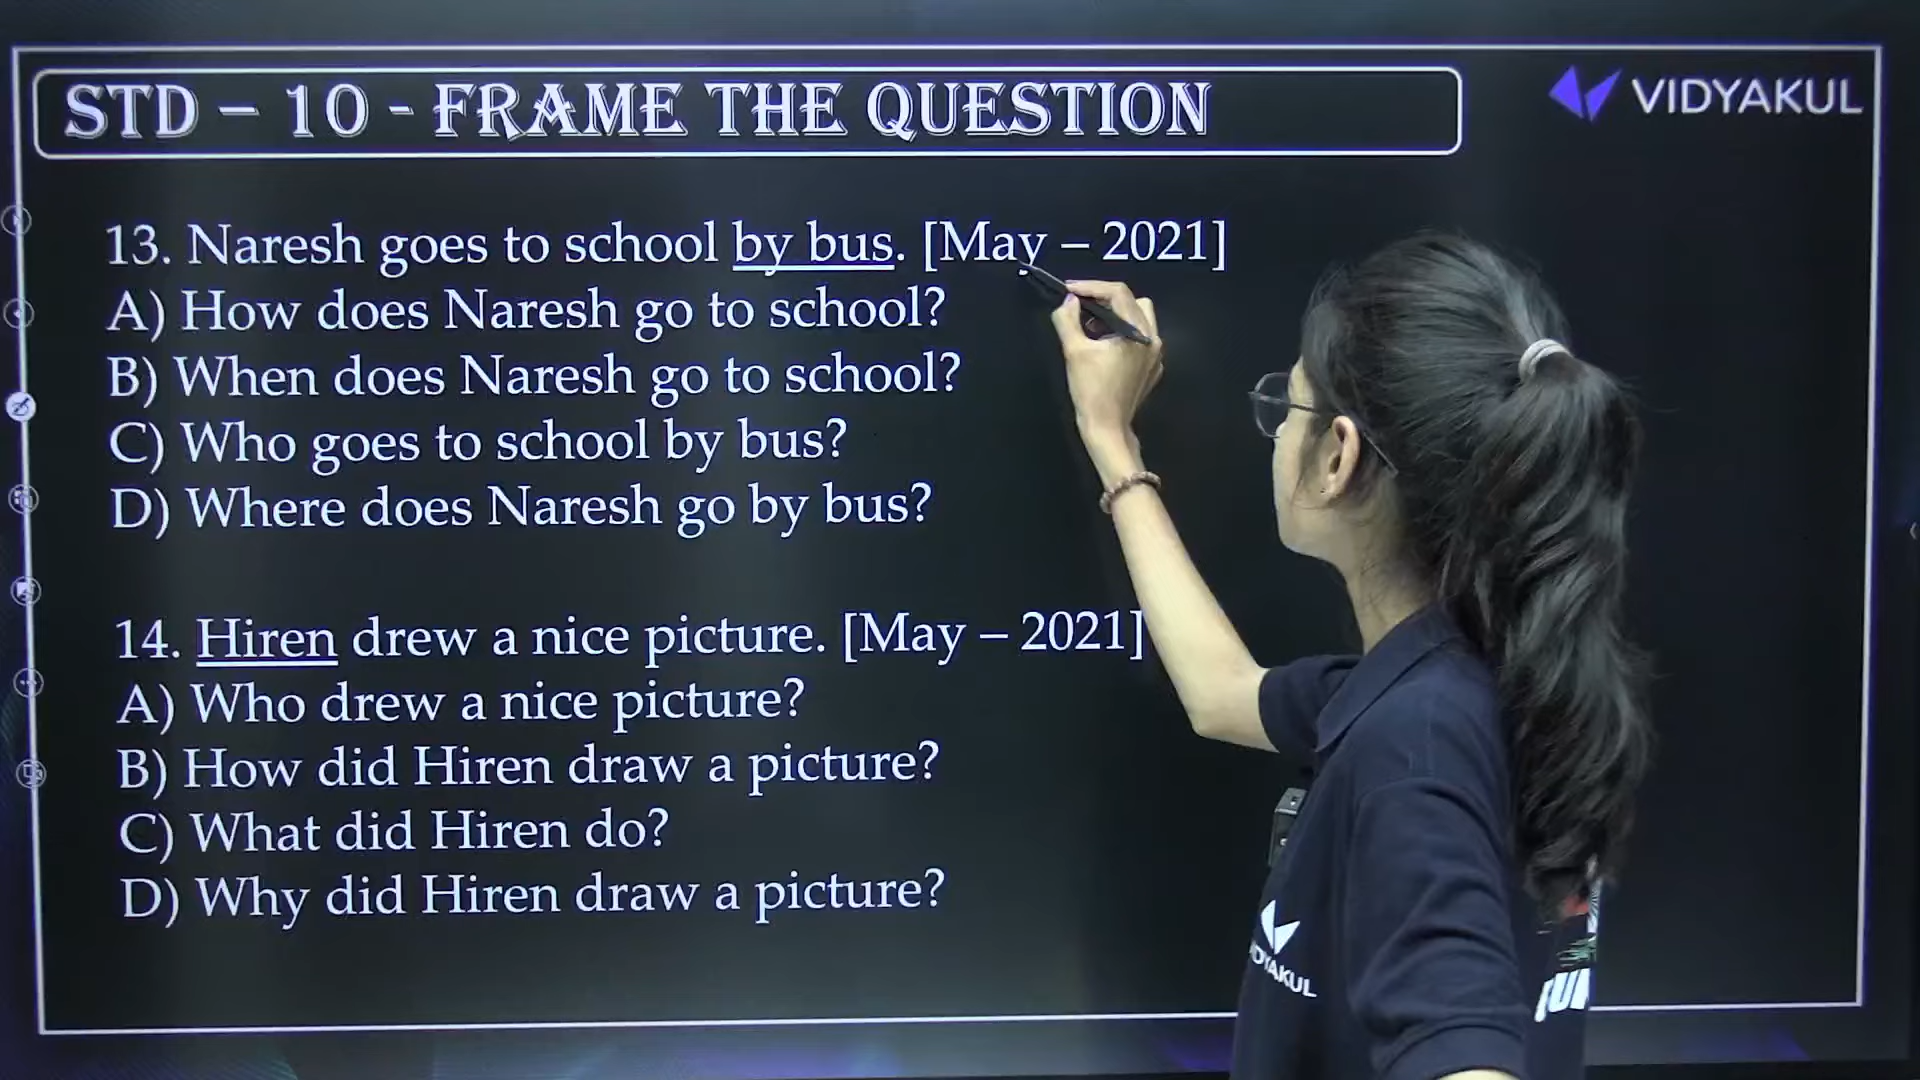 STD – 10 - FRAME THE QUESTION
VIDYAKUL
13. Naresh goes to school by bus. [May – 2021]
A) How does Naresh go to school?
B) When does Naresh go to school?
C) Who goes to school by bus?
D) Where does Naresh go by bus?
14. Hiren drew a nice picture. [May – 2021]
A) Who drew a nice picture?
B) How did Hiren draw a picture?
C) What did Hiren do?
D) Why did Hiren draw a picture?